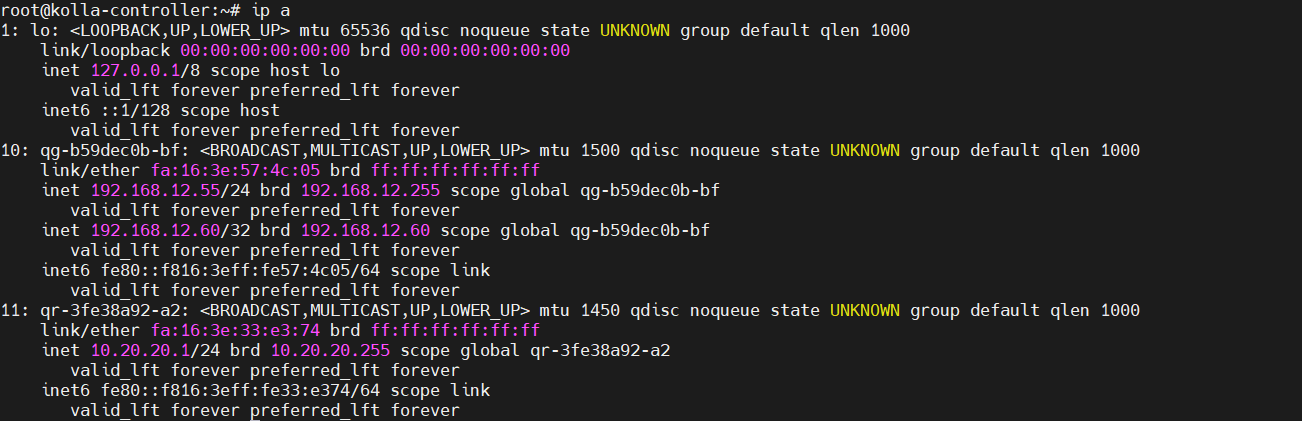 root@kolla-controller:~# ip a
1: lo: <LOOPBACK,UP,LOWER_UP> mtu 65536 qdisc noqueue state UNKNOWN group default qlen 1000
    link/loopback 00:00:00:00:00:00 brd 00:00:00:00:00:00
    inet 127.0.0.1/8 scope host lo
       valid_lft forever preferred_lft forever
    inet6 ::1/128 scope host
       valid_lft forever preferred_lft forever
10: qg-b59dec0b-bf: <BROADCAST,MULTICAST,UP,LOWER_UP> mtu 1500 qdisc noqueue state UNKNOWN group default qlen 1000
    link/ether fa:16:3e:57:4c:05 brd ff:ff:ff:ff:ff:ff
    inet 192.168.12.55/24 brd 192.168.12.255 scope global qg-b59dec0b-bf
       valid_lft forever preferred_lft forever
    inet 192.168.12.60/32 brd 192.168.12.60 scope global qg-b59dec0b-bf
       valid_lft forever preferred_lft forever
    inet6 fe80::f816:3eff:fe57:4c05/64 scope link
       valid_lft forever preferred_lft forever
11: qr-3fe38a92-a2: <BROADCAST,MULTICAST,UP,LOWER_UP> mtu 1450 qdisc noqueue state UNKNOWN group default qlen 1000
    link/ether fa:16:3e:33:e3:74 brd ff:ff:ff:ff:ff:ff
    inet 10.20.20.1/24 brd 10.20.20.255 scope global qr-3fe38a92-a2
       valid_lft forever preferred_lft forever
    inet6 fe80::f816:3eff:fe33:e374/64 scope link
       valid_lft forever preferred_lft forever